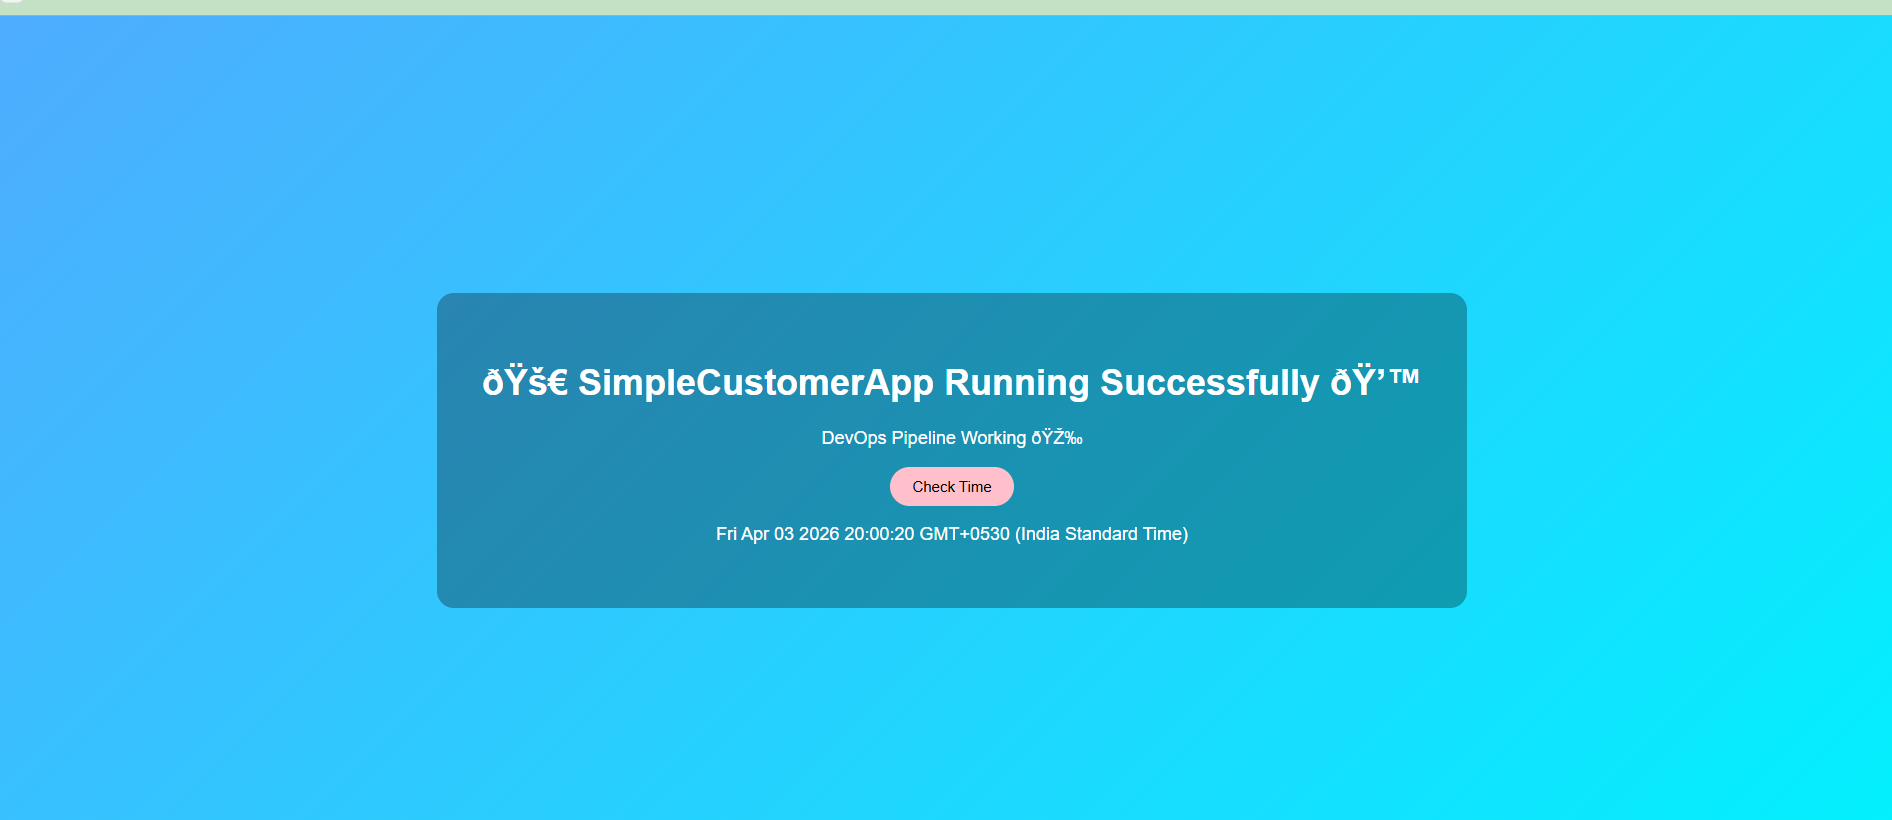 ðŸš€ SimpleCustomerApp Running Successfully ðŸ’™
DevOps Pipeline Working ðŸŽ‰
Check Time
Fri Apr 03 2026 20:00:20 GMT+0530 (India Standard Time)